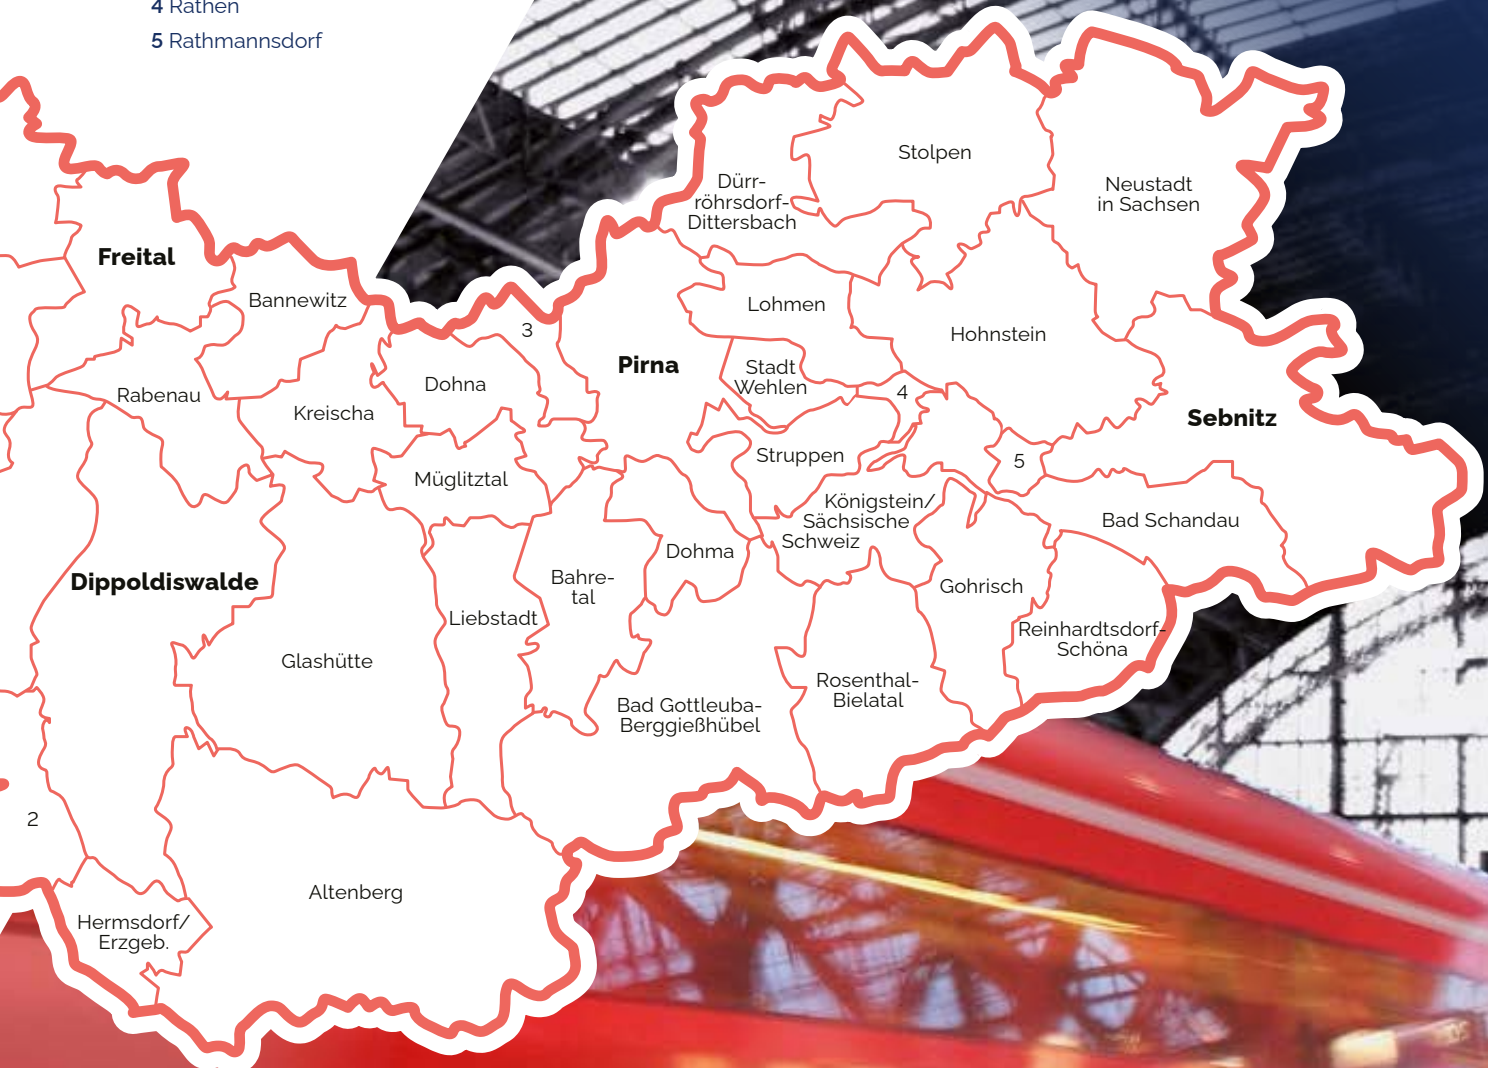 4 Rathen
5 Rathmannsdorf
Stolpen
Dürr-
röhrsdorf-
Dittersbach
Neustadt
in Sachsen
Freital
Bannewitz
3
Lohmen
Hohnstein
Pirna
Stadt
Wehlen
Dohna
4
Rabenau
Kreischa
Sebnitz
Struppen
5
Müglitztal
Königstein/
Sächsische
Schweiz
Bad Schandau
Dohma
Dippoldiswalde
Bahre-
tal
Gohrisch
Liebstadt
Reinhardtsdorf-
Schöna
Glashütte
Rosenthal-
Bielatal
Bad Gottleuba-
Berggießhübel
2
Altenberg
Hermsdorf/
Erzgeb.